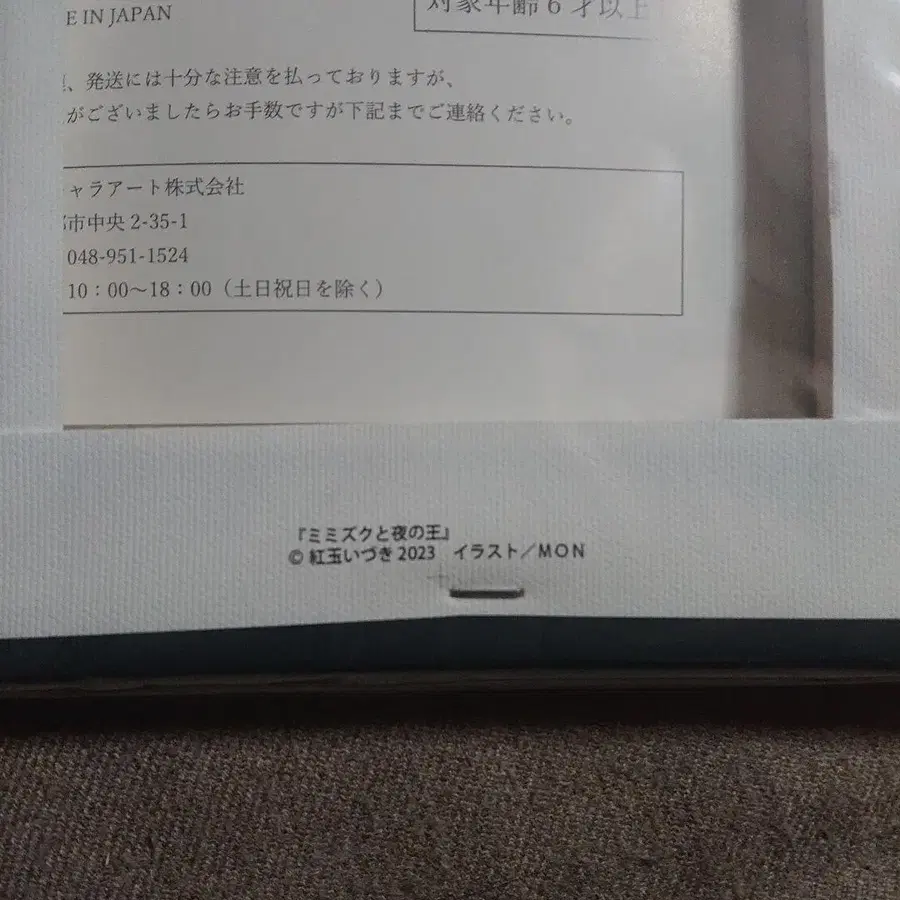 E IN JAPAN
対象年齢6才以上
、発送には十分な注意を払っておりますが、
がございましたらお手数ですが下記までご連絡ください。
ャラアート株式会社
市中央2-35-1
048-951-1524
10：00〜18：00（土日祝日を除く）
『ミミズクと夜の王』
© 紅玉いづき 2023　イラスト／MON